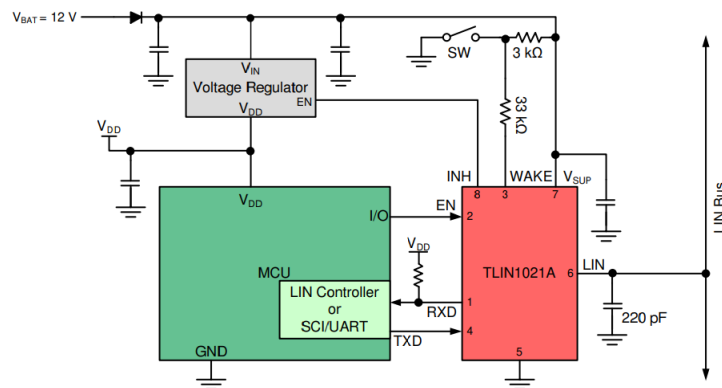 VBAT = 12 V
SW
3 kΩ
VIN
Voltage Regulator
EN
VDD
33 kΩ
VDD
INH
WAKE
VSUP
8
3
7
VDD
I/O
EN
2
LIN Bus
VDD
MCU
TLIN1021A
6
LIN
LIN Controller
or
SCI/UART
1
RXD
4
TXD
220 pF
GND
5